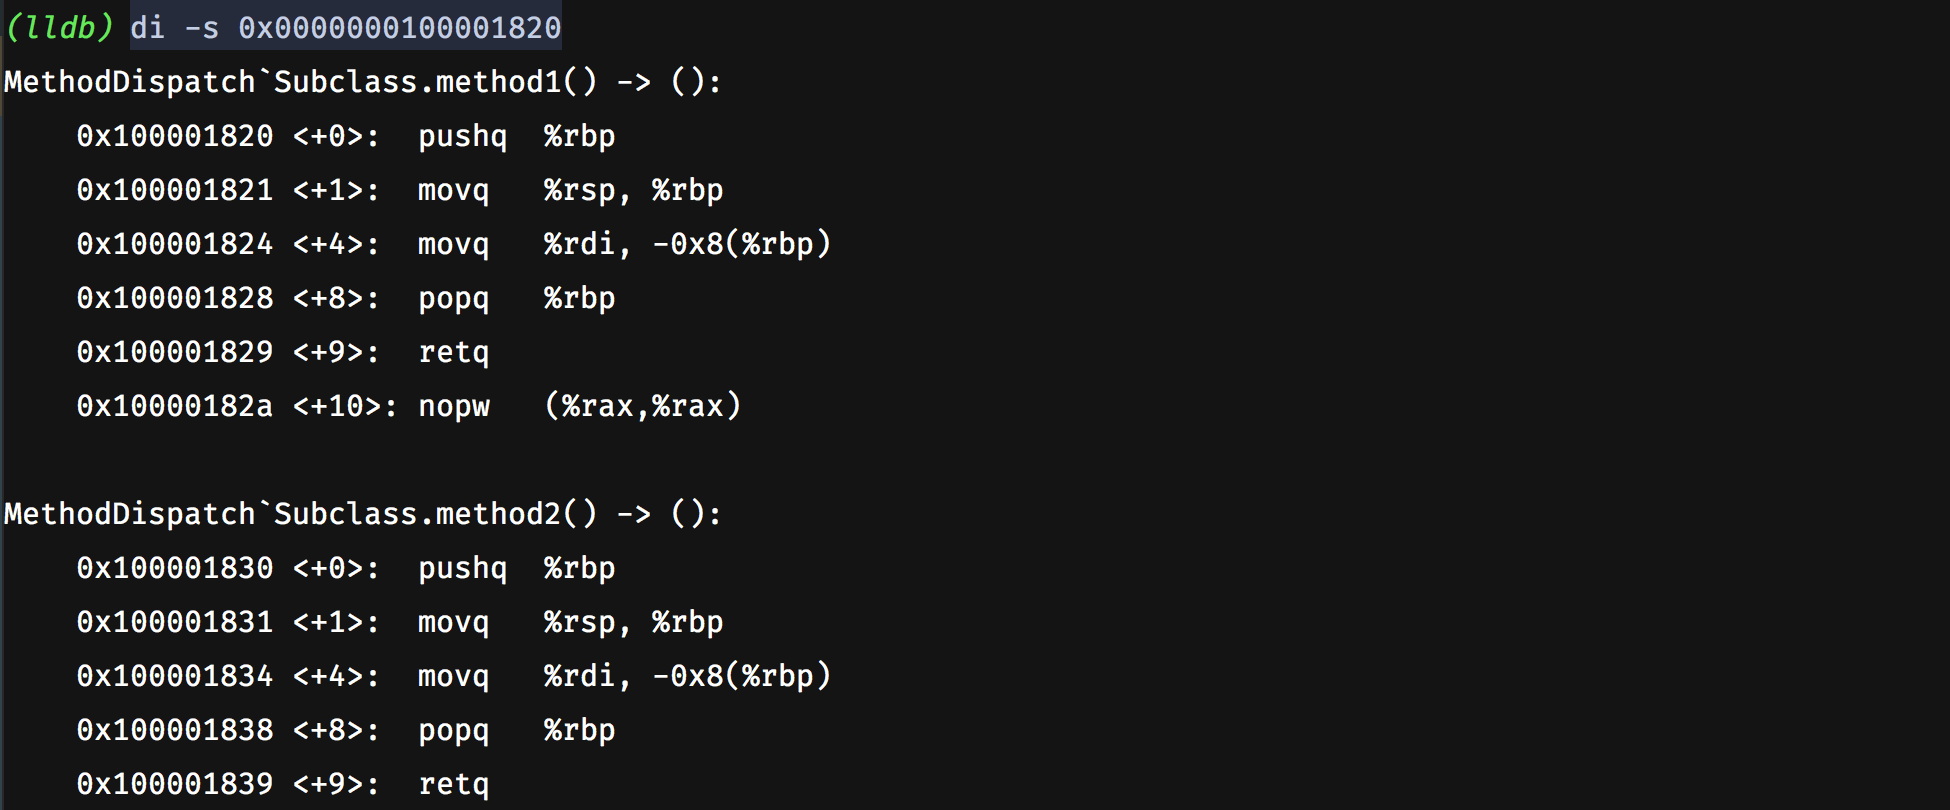 (lldb) di -s 0x0000000100001820
MethodDispatch`Subclass.method1() -> ():
    0x100001820 <+0>:  pushq  %rbp
    0x100001821 <+1>:  movq   %rsp, %rbp
    0x100001824 <+4>:  movq   %rdi, -0x8(%rbp)
    0x100001828 <+8>:  popq   %rbp
    0x100001829 <+9>:  retq
    0x10000182a <+10>: nopw   (%rax,%rax)

MethodDispatch`Subclass.method2() -> ():
    0x100001830 <+0>:  pushq  %rbp
    0x100001831 <+1>:  movq   %rsp, %rbp
    0x100001834 <+4>:  movq   %rdi, -0x8(%rbp)
    0x100001838 <+8>:  popq   %rbp
    0x100001839 <+9>:  retq